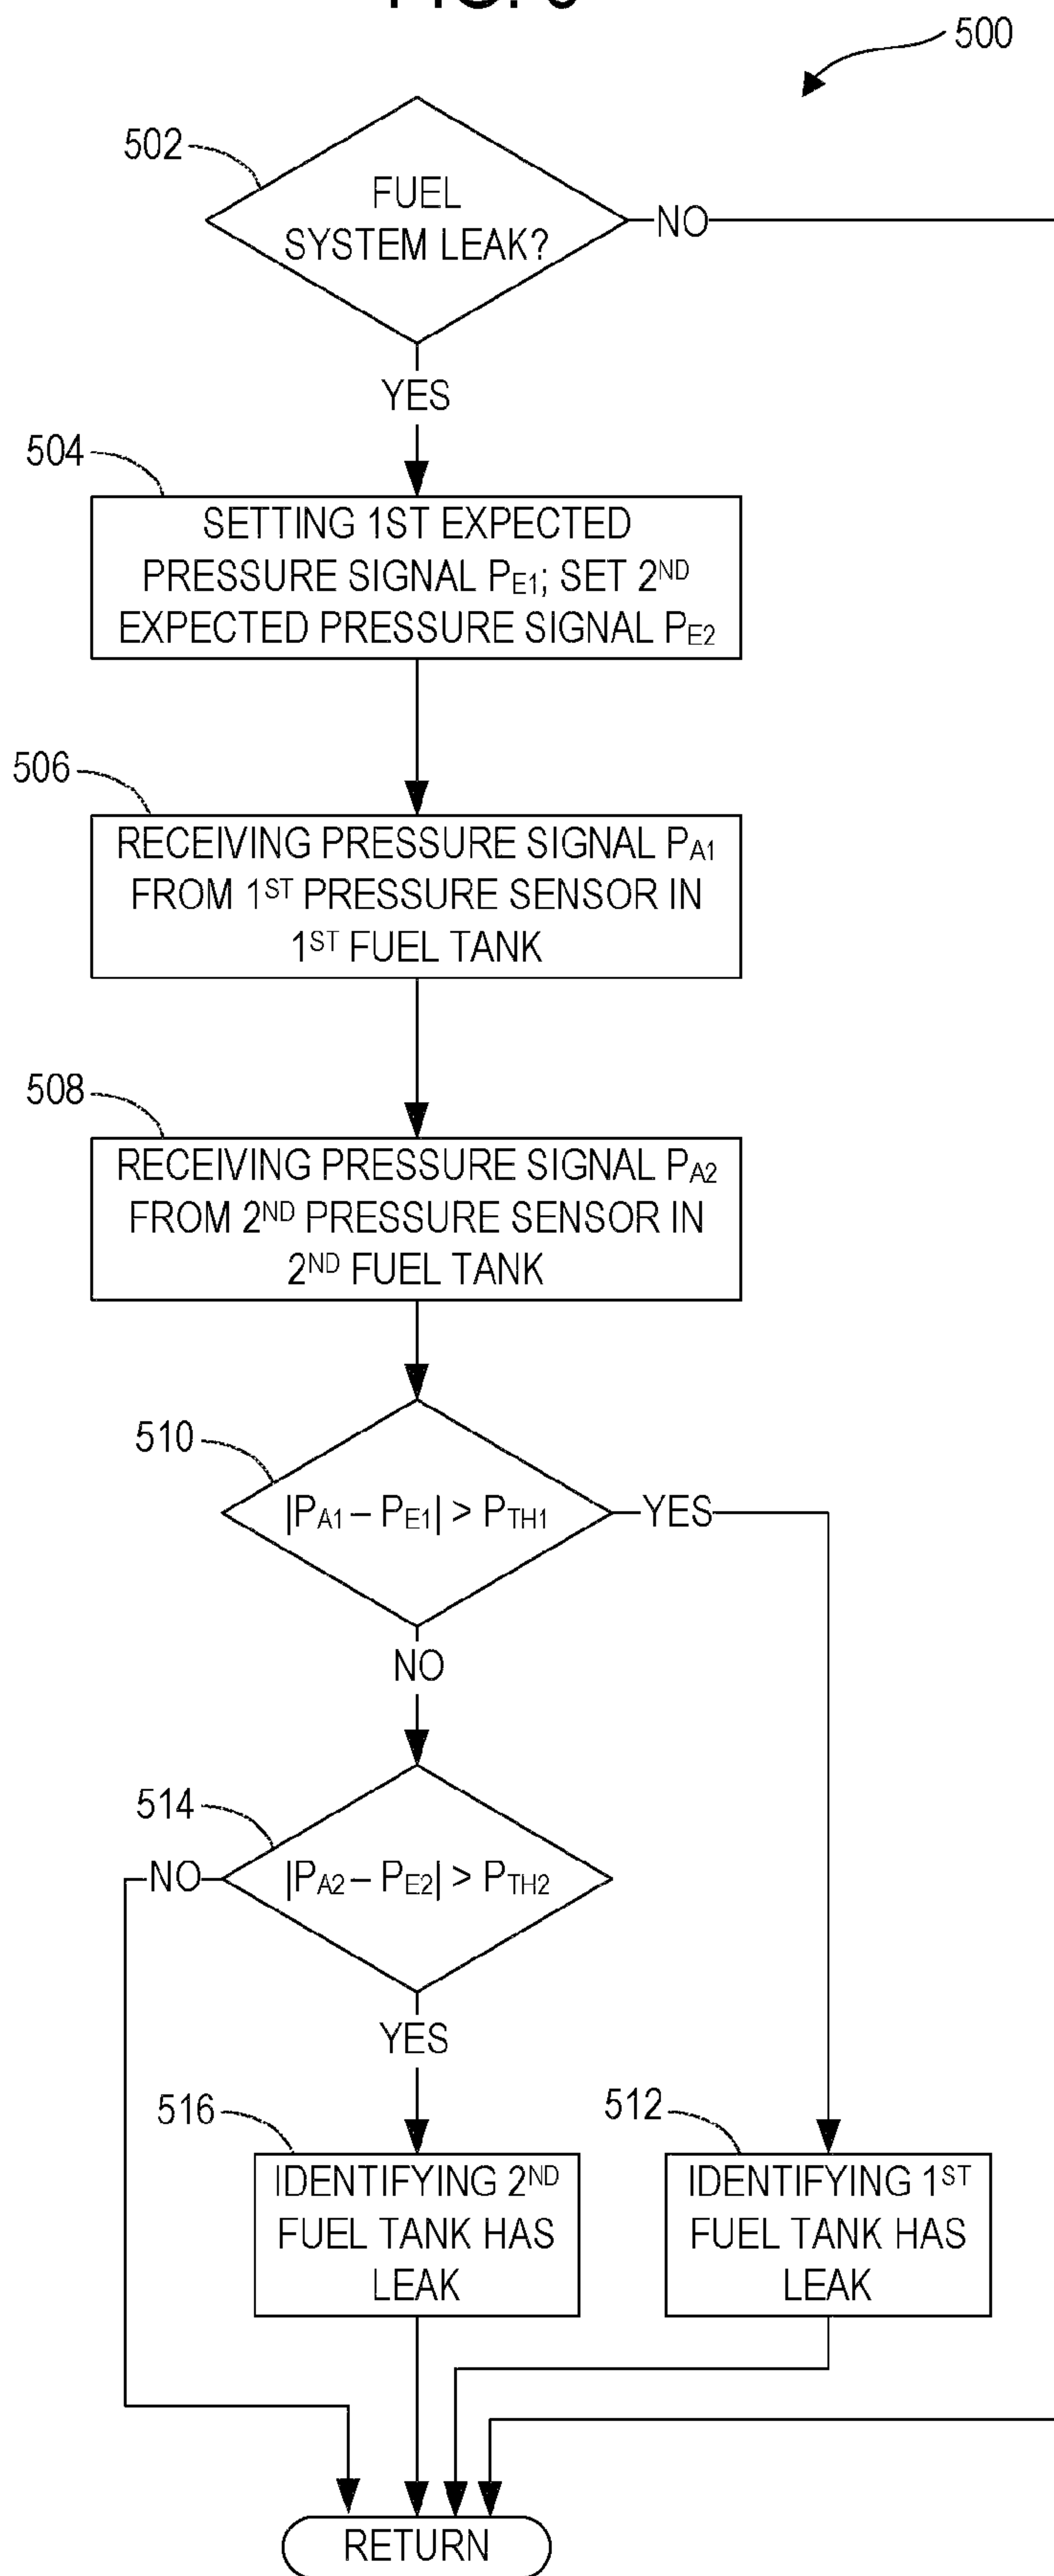 500
502
FUEL
SYSTEM LEAK?
NO
YES
504
SETTING 1ST EXPECTED
PRESSURE SIGNAL PE1; SET 2ND
EXPECTED PRESSURE SIGNAL PE2
506
RECEIVING PRESSURE SIGNAL PA1
FROM 1ST PRESSURE SENSOR IN
1ST FUEL TANK
508
RECEIVING PRESSURE SIGNAL PA2
FROM 2ND PRESSURE SENSOR IN
2ND FUEL TANK
510
|PA1 – PE1| > PTH1
YES
NO
514
NO
|PA2 – PE2| > PTH2
YES
516
IDENTIFYING 2ND
FUEL TANK HAS
LEAK
512
IDENTIFYING 1ST
FUEL TANK HAS
LEAK
RETURN